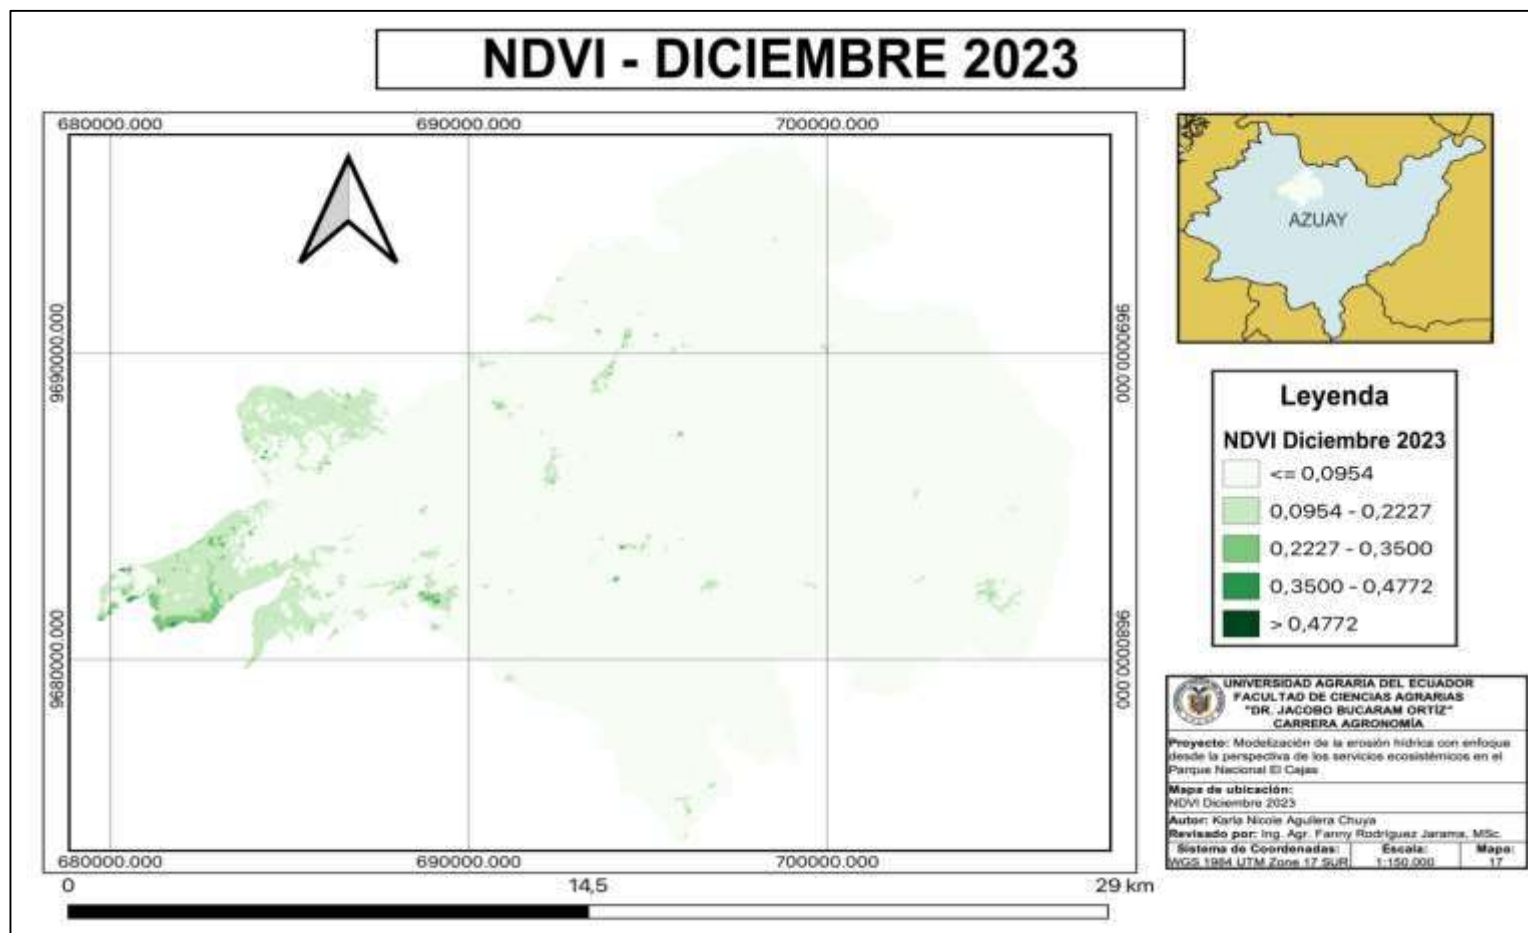 NDVI - DICIEMBRE 2023
680000.000 690000.000 700000.000
9690000.000
9690000.000
9680000.000
9680000.000
680000.000 690000.000 700000.000
0 14,5 29 km
AZUAY
Leyenda
NDVI Diciembre 2023
<= 0,0954
0,0954 - 0,2227
0,2227 - 0,3500
0,3500 - 0,4772
> 0,4772
UNIVERSIDAD AGRARIA DEL ECUADOR
FACULTAD DE CIENCIAS AGRARIAS
"DR. JACOBO BUCARAM ORTÍZ"
CARRERA AGRONOMÍA
Proyecto: Modelización de la erosión hídrica con enfoque
desde la perspectiva de los servicios ecosistémicos en el
Parque Nacional El Cajas
Mapa de ubicación:
NDVI Diciembre 2023
Autor: Karla Nicole Aguilera Chuya
Revisado por: Ing. Agr. Fanny Rodríguez Jarama, MSc.
Sistema de Coordenadas: Escala: Mapa:
WGS 1984 UTM Zone 17 SUR 1:150.000 17